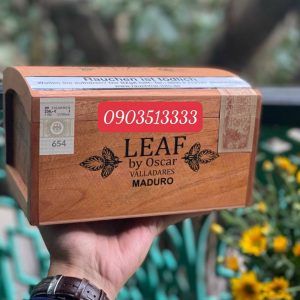 Rauchen ist tödlich
0903513333
654
LEAF
by Oscar
VALLADARES
MADURO